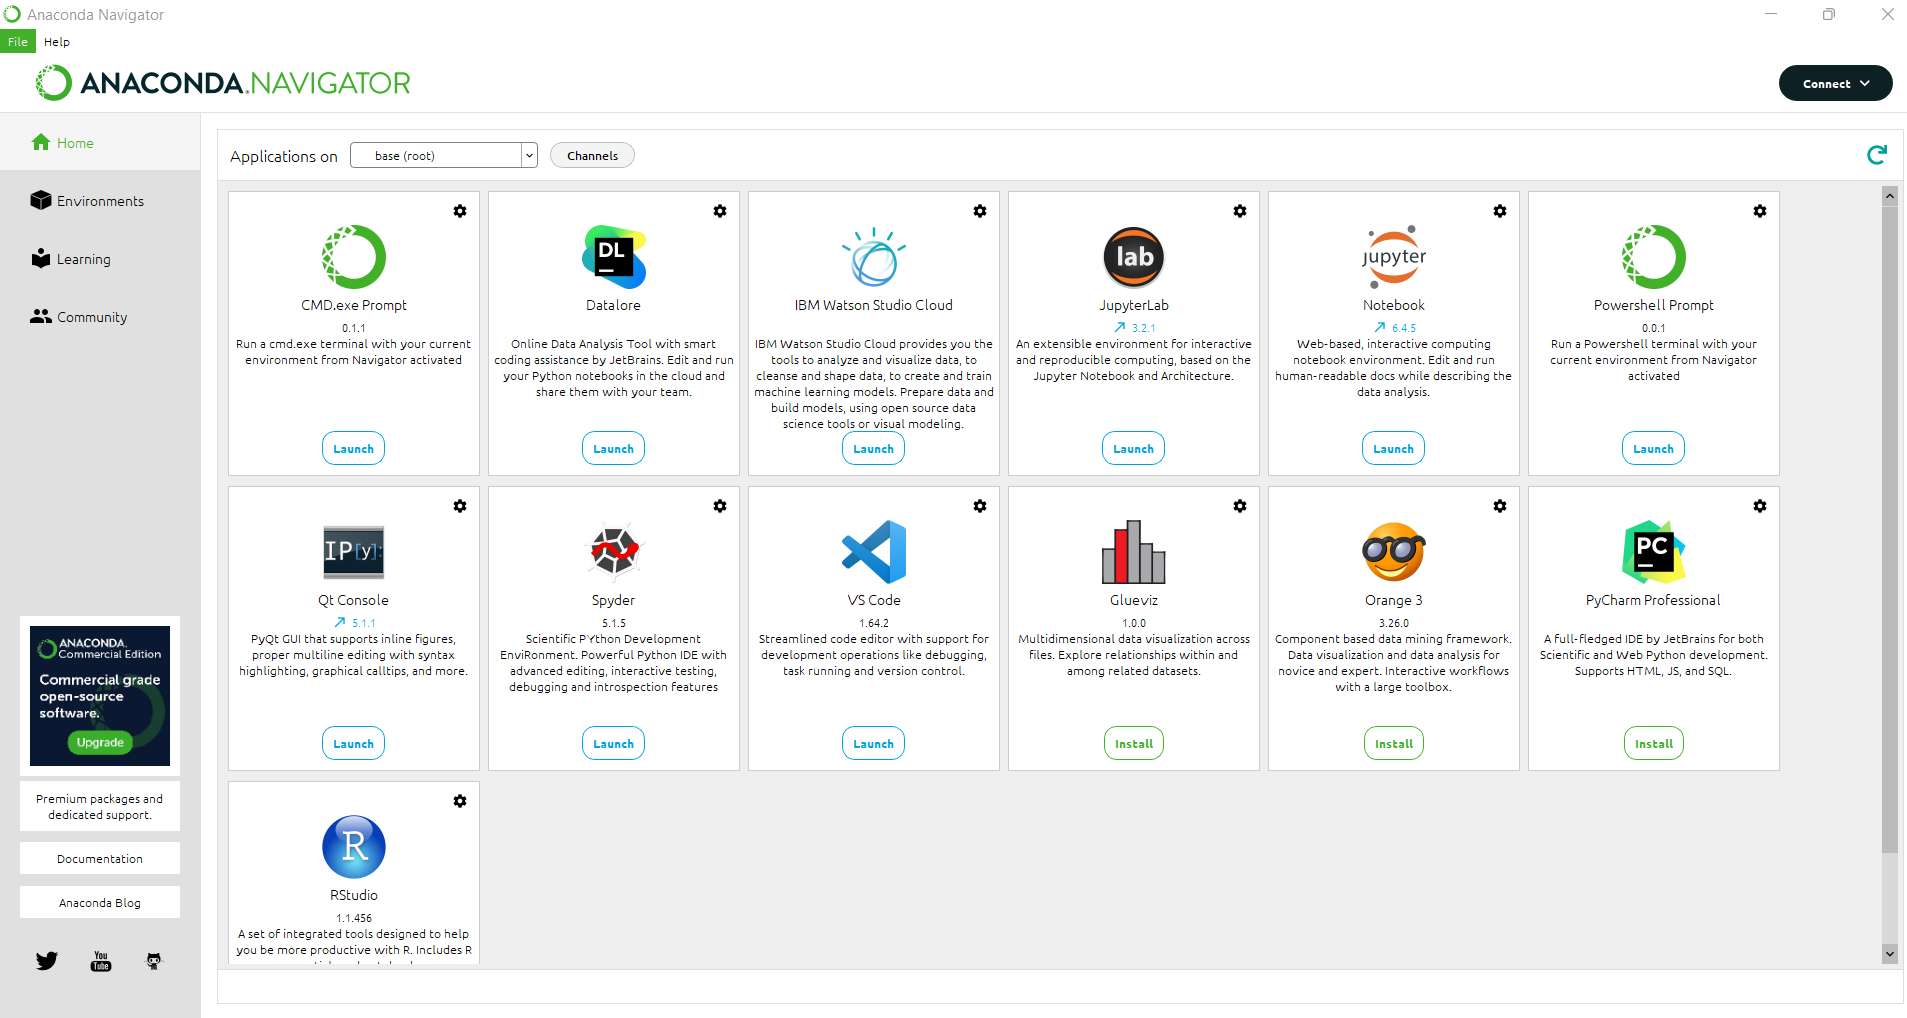 Anaconda Navigator
File Help
ANACONDA.NAVIGATOR
Connect
Home
Environments
Learning
Community
ANACONDA.
Commercial Edition
Commercial grade
open-source
software.
Upgrade
Premium packages and
dedicated support.
Documentation
Anaconda Blog
You
Tube
Applications on base (root) Channels
CMD.exe Prompt
0.1.1
Run a cmd.exe terminal with your current
environment from Navigator activated
Launch
DL
Datalore
Online Data Analysis Tool with smart
coding assistance by JetBrains. Edit and run
your Python notebooks in the cloud and
share them with your team.
Launch
IBM Watson Studio Cloud
IBM Watson Studio Cloud provides you the
tools to analyze and visualize data, to
cleanse and shape data, to create and train
machine learning models. Prepare data and
build models, using open source data
science tools or visual modeling.
Launch
lab
JupyterLab
3.2.1
An extensible environment for interactive
and reproducible computing, based on the
Jupyter Notebook and Architecture.
Launch
jupyter
Notebook
6.4.5
Web-based, interactive computing
notebook environment. Edit and run
human-readable docs while describing the
data analysis.
Launch
Powershell Prompt
0.0.1
Run a Powershell terminal with your
current environment from Navigator
activated
Launch
IP[y]:
Qt Console
5.1.1
PyQt GUI that supports inline figures,
proper multiline editing with syntax
highlighting, graphical calltips, and more.
Launch
Spyder
5.1.5
Scientific PYthon Development
EnviRonment. Powerful Python IDE with
advanced editing, interactive testing,
debugging and introspection features
Launch
VS Code
1.64.2
Streamlined code editor with support for
development operations like debugging,
task running and version control.
Launch
Glueviz
1.0.0
Multidimensional data visualization across
files. Explore relationships within and
among related datasets.
Install
Orange 3
3.26.0
Component based data mining framework.
Data visualization and data analysis for
novice and expert. Interactive workflows
with a large toolbox.
Install
PC
PyCharm Professional
A full-fledged IDE by JetBrains for both
Scientific and Web Python development.
Supports HTML, JS, and SQL.
Install
R
RStudio
1.1.456
A set of integrated tools designed to help
you be more productive with R. Includes R